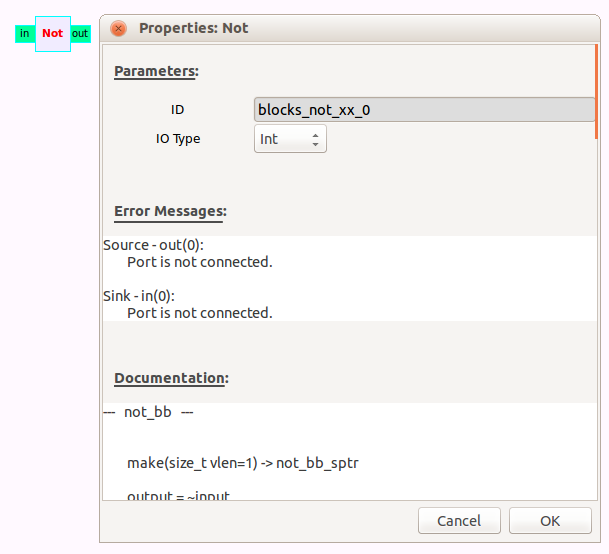 in Not out
Properties: Not
Parameters:
ID blocks_not_xx_0
IO Type Int
Error Messages:
Source - out(0):
Port is not connected.
Sink - in(0):
Port is not connected.
Documentation:
--- not_bb ---
make(size_t vlen=1) -> not_bb_sptr
output = ~input
Cancel OK